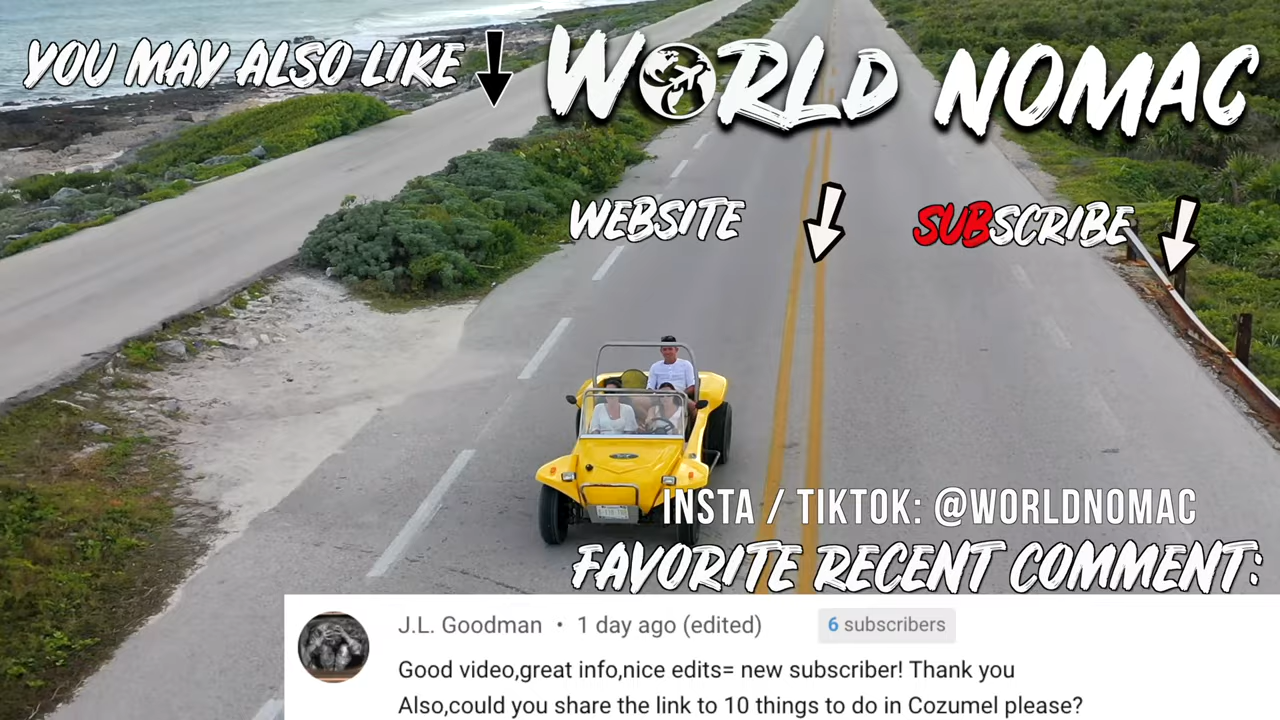 YOU MAY ALSO LIKE
WORLD NOMAC
WEBSITE
SUBSCRIBE
INSTA / TIKTOK: @WORLDNOMAC
FAVORITE RECENT COMMENT:
J.L. Goodman • 1 day ago (edited) 6 subscribers
Good video,great info,nice edits= new subscriber! Thank you
Also,could you share the link to 10 things to do in Cozumel please?